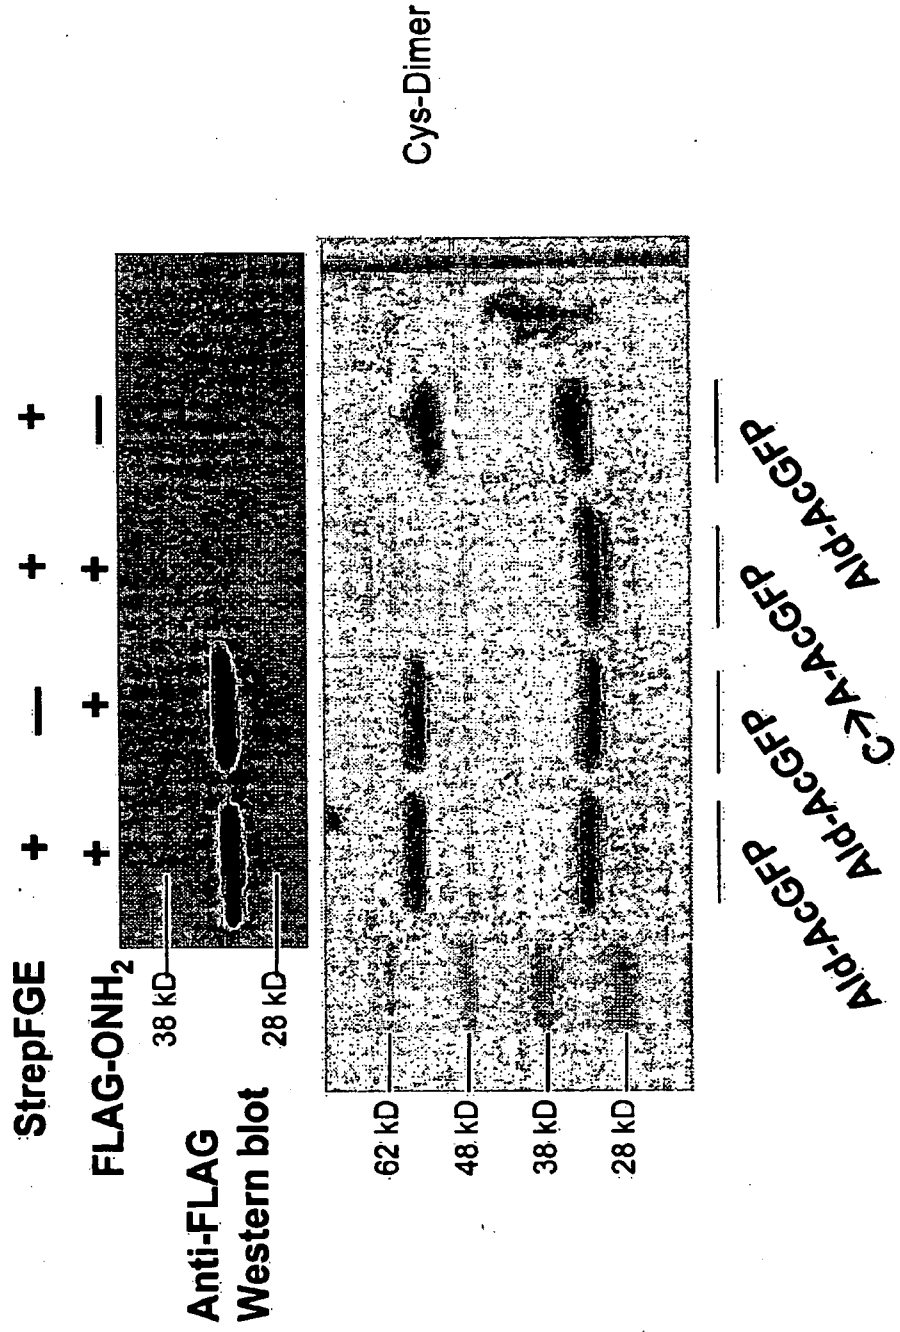 StrepFGE + — + +
FLAG-ONH₂ + + + —
38 kD
28 kD
Anti-FLAG
Western blot
62 kD
48 kD
38 kD
28 kD
Cys-Dimer
Ald-AcGFP
Ald-AcGFP
C→A-AcGFP
Ald-AcGFP